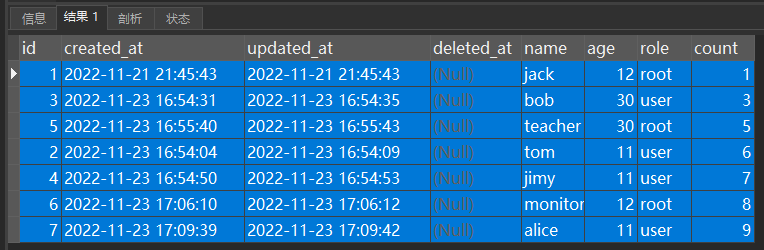 信息 结果 1 剖析 状态
id created_at updated_at deleted_at name age role count
1 2022-11-21 21:45:43 2022-11-21 21:45:43 (Null) jack 12 root 1
3 2022-11-23 16:54:31 2022-11-23 16:54:35 (Null) bob 30 user 3
5 2022-11-23 16:55:40 2022-11-23 16:55:43 (Null) teacher 30 root 5
2 2022-11-23 16:54:04 2022-11-23 16:54:09 (Null) tom 11 user 6
4 2022-11-23 16:54:50 2022-11-23 16:54:53 (Null) jimy 11 user 7
6 2022-11-23 17:06:10 2022-11-23 17:06:12 (Null) monitor 12 root 8
7 2022-11-23 17:09:39 2022-11-23 17:09:42 (Null) alice 11 user 9